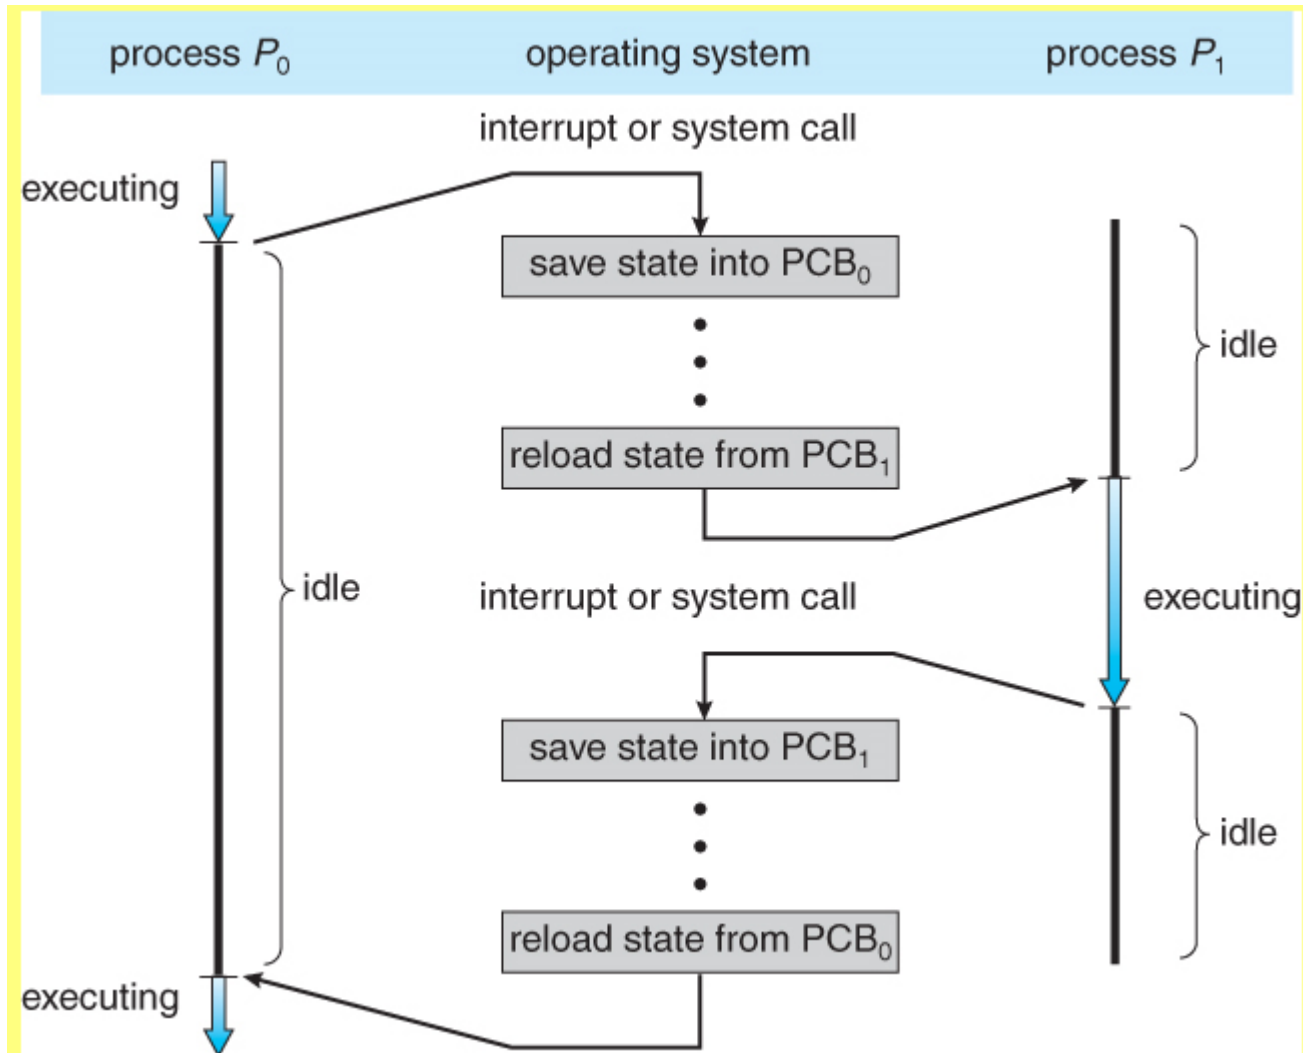 process P₀ operating system process P₁
interrupt or system call
executing
save state into PCB₀
idle
reload state from PCB₁
idle
interrupt or system call
executing
save state into PCB₁
idle
reload state from PCB₀
executing